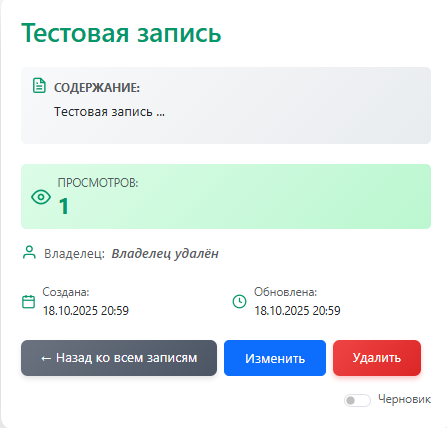 Тестовая запись
СОДЕРЖАНИЕ:
Тестовая запись ...
ПРОСМОТРОВ:
1
Владелец: Владелец удалён
Создана:
18.10.2025 20:59
Обновлена:
18.10.2025 20:59
← Назад ко всем записям
Изменить
Удалить
Черновик